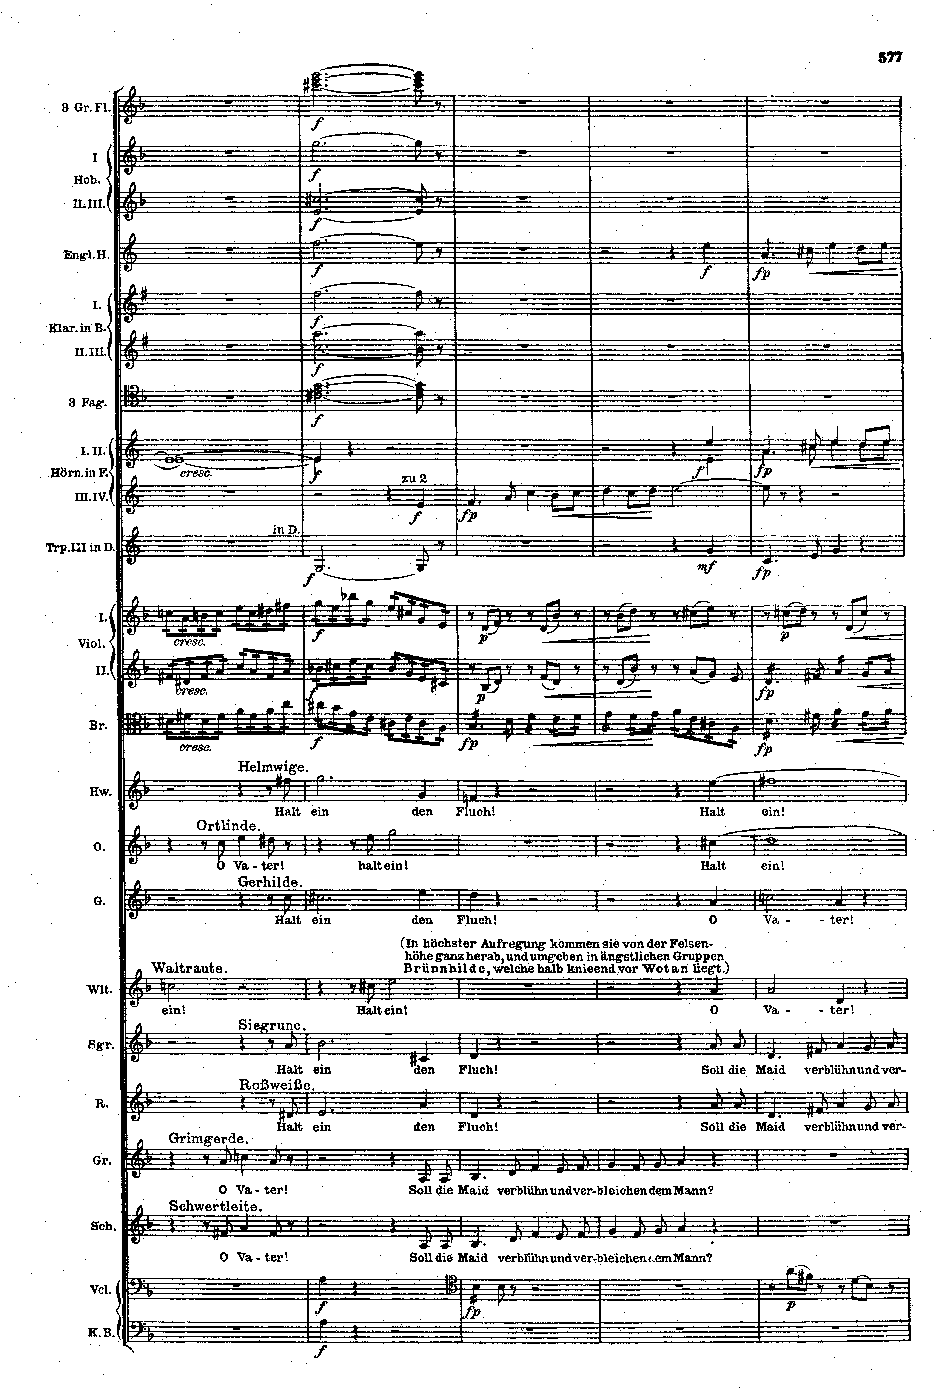 577
3 Gr. Fl.
f
I
Hob.
f
II.III.
f
Engl.H.
f
f
fp
I.
f
Klar. in B.
II.III.
f
3 Fag.
f
I. II.
cresc.
f
f
fp
Hörn. in F.
zu 2
III.IV.
f
fp
in D.
Trp. III in D.
f
mf
fp
I.
cresc.
f
p
p
Viol.
II.
cresc.
f
p
fp
Br.
cresc.
f
fp
fp
Helmwige.
Hw.
Halt ein den Fluch! Halt ein!
Ortlinde.
O.
O Va - ter! halt ein! Halt ein!
Gerhilde.
G.
Halt ein den Fluch! O Va - - ter!
(In höchster Aufregung kommen sie von der Felsen-
höhe ganz herab, und umgeben in ängstlichen Gruppen
Brünnhilde, welche halb knieend vor Wotan liegt.)
Waltraute.
Wlt.
ein! Halt ein! O Va - - ter!
Siegrune.
Sgr.
Halt ein den Fluch! Soll die Maid verblühn und ver-
Roßweiße.
R.
Halt ein den Fluch! Soll die Maid verblühn und ver-
Grimgerde.
Gr.
O Va - ter! Soll die Maid verblühn und ver-bleichen dem Mann?
Schwertleite.
Sch.
O Va - ter! Soll die Maid verblühn und ver-bleichen dem Mann?
Vcl.
f
fp
p
K. B.
f